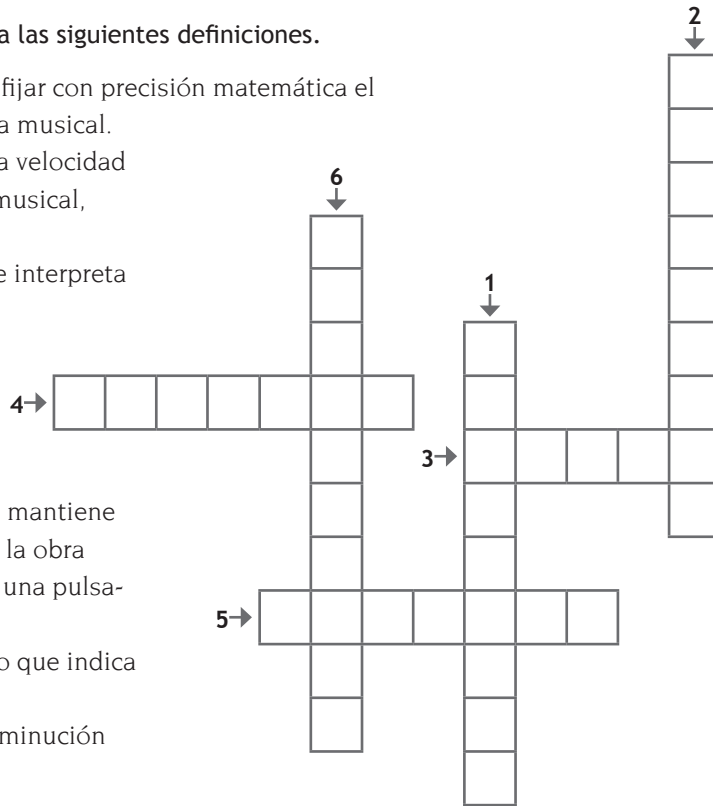 a las siguientes definiciones.
fijar con precisión matemática el
a musical.
a velocidad
musical,
e interpreta
mantiene
la obra
una pulsa-
o que indica
minución
2
6
1
4
3
5